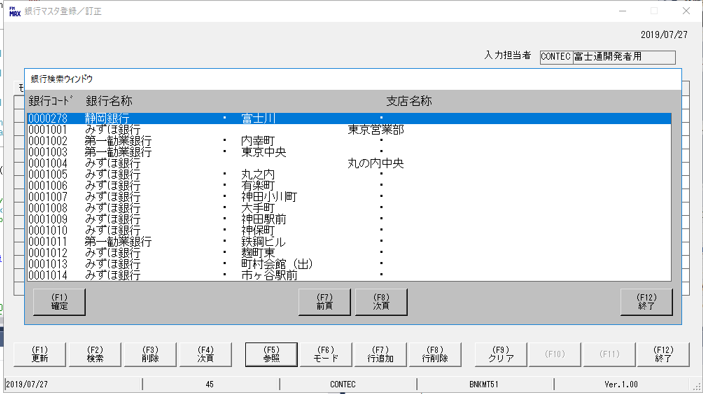 銀行マスタ登録／訂正
2019/07/27
入力担当者 CONTEC 富士通開発者用
銀行検索ウィンドウ
銀行ｺｰﾄﾞ 銀行名称 支店名称
0000278 静岡銀行 ・ 富士川 ・
0001001 みずほ銀行 東京営業部
0001002 第一勧業銀行 ・ 内幸町 ・
0001003 第一勧業銀行 ・ 東京中央 ・
0001004 みずほ銀行 丸の内中央
0001005 みずほ銀行 ・ 丸之内 ・
0001006 みずほ銀行 ・ 有楽町 ・
0001007 みずほ銀行 ・ 神田小川町 ・
0001008 みずほ銀行 ・ 大手町 ・
0001009 みずほ銀行 ・ 神田駅前 ・
0001010 みずほ銀行 ・ 神保町 ・
0001011 第一勧業銀行 ・ 鉄鋼ビル ・
0001012 みずほ銀行 ・ 麹町東 ・
0001013 みずほ銀行 ・ 町村会館（出） ・
0001014 みずほ銀行 ・ 市ヶ谷駅前 ・
(F1) 確定 (F7) 前頁 (F8) 次頁 (F12) 終了
(F1) 更新 (F2) 検索 (F3) 削除 (F4) 次頁 (F5) 参照 (F6) モード (F7) 行追加 (F8) 行削除 (F9) クリア (F10) (F11) (F12) 終了
2019/07/27 45 CONTEC BNKMT51 Ver.1.00